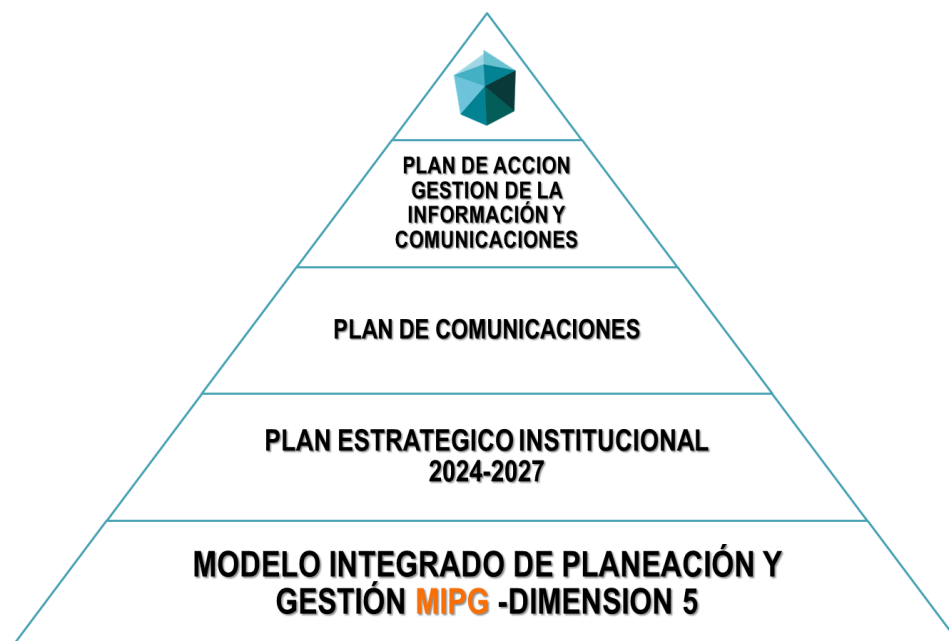 PLAN DE ACCION
GESTION DE LA
INFORMACIÓN Y
COMUNICACIONES
PLAN DE COMUNICACIONES
PLAN ESTRATEGICO INSTITUCIONAL
2024-2027
MODELO INTEGRADO DE PLANEACIÓN Y
GESTIÓN MIPG -DIMENSION 5